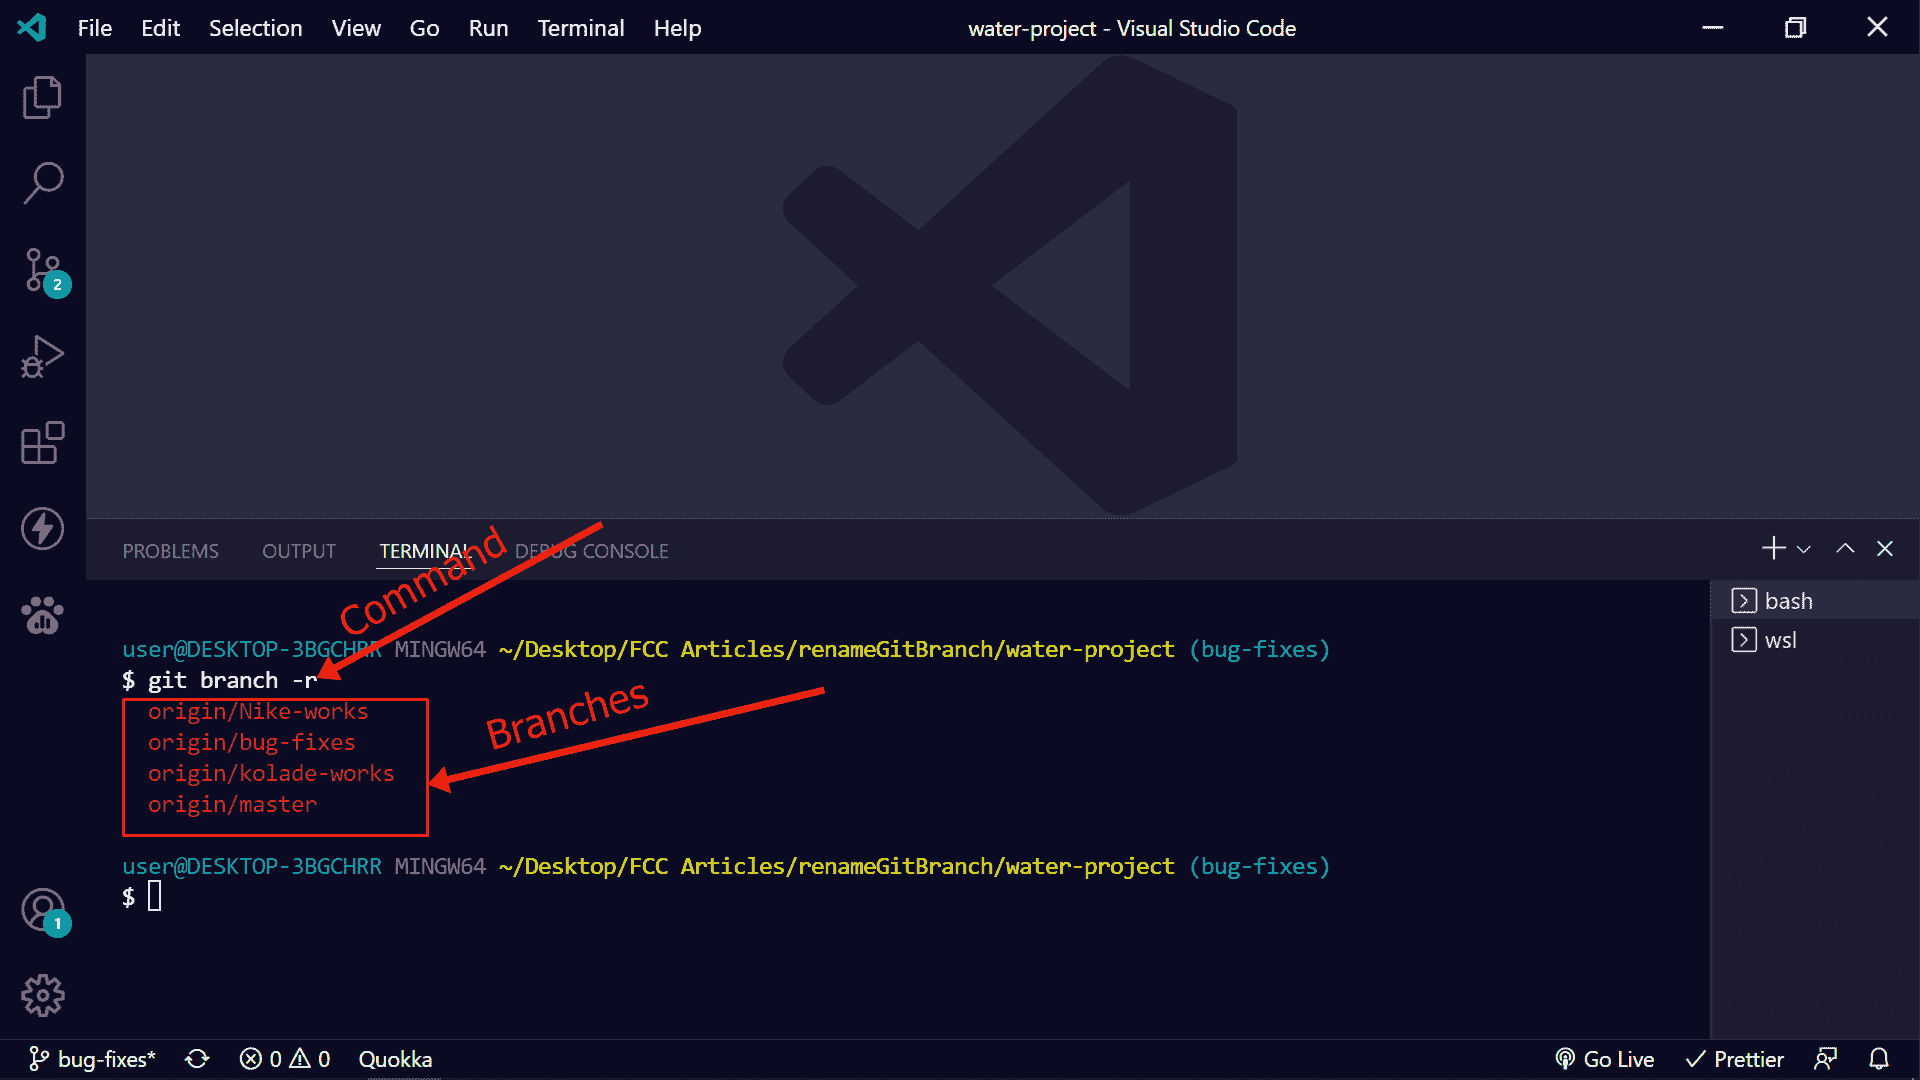 File Edit Selection View Go Run Terminal Help water-project - Visual Studio Code
2
PROBLEMS OUTPUT TERMINAL DEBUG CONSOLE
Command
bash
wsl
user@DESKTOP-3BGCHRR MINGW64 ~/Desktop/FCC Articles/renameGitBranch/water-project (bug-fixes)
$ git branch -r
Branches
origin/Nike-works
origin/bug-fixes
origin/kolade-works
origin/master
user@DESKTOP-3BGCHRR MINGW64 ~/Desktop/FCC Articles/renameGitBranch/water-project (bug-fixes)
$
1
bug-fixes* 0 0 Quokka Go Live Prettier